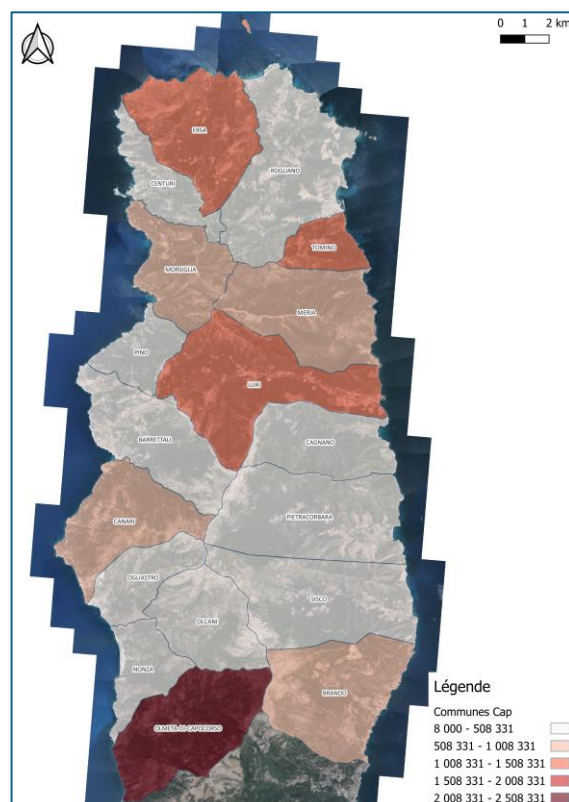 0 1 2 km
ERSA
ROGLIANO
CENTURI
TOMINO
MORSIGLIA
MERIA
PINO
LURI
BARRETTALI
CAGNANO
PIETRACORBARA
CANARI
OGLIASTRO
SISCO
OLCANI
NONZA
BRANDO
OLMETA-DI-CAPOCORSO
Légende
Communes Cap
8 000 - 508 331
508 331 - 1 008 331
1 008 331 - 1 508 331
1 508 331 - 2 008 331
2 008 331 - 2 508 331